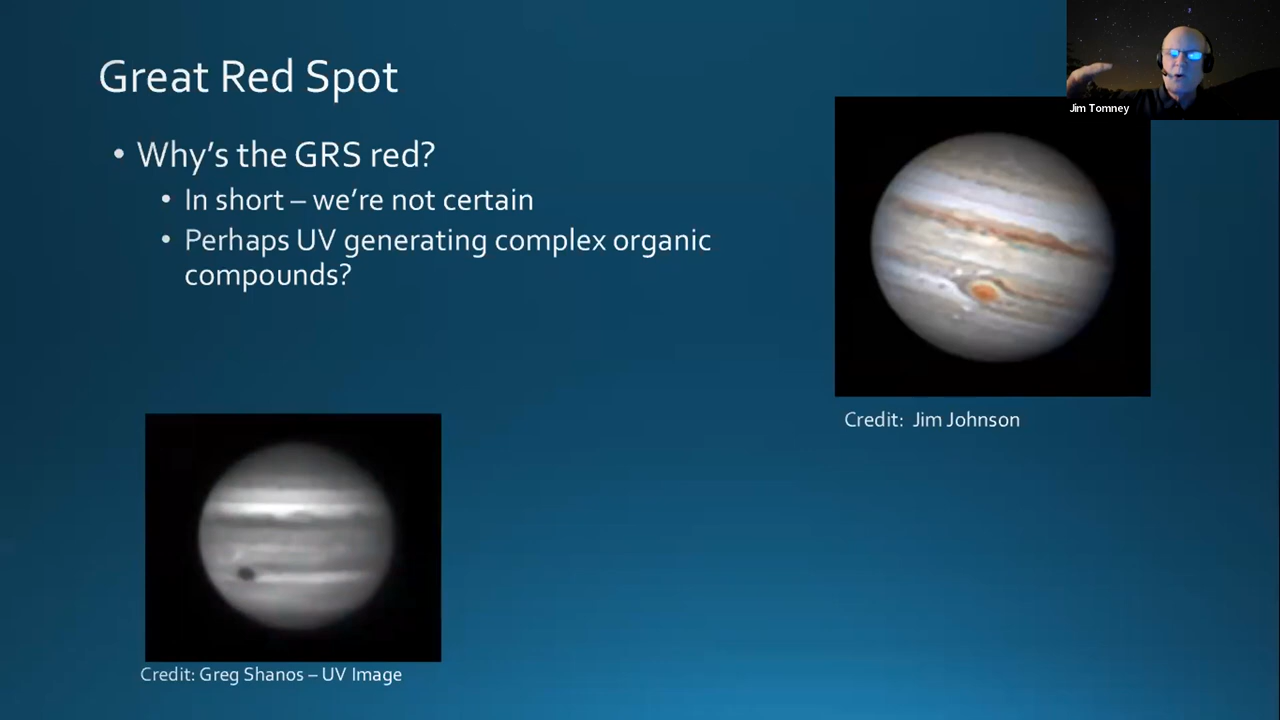 Great Red Spot
• Why's the GRS red?
• In short – we're not certain
• Perhaps UV generating complex organic
compounds?
Jim Tomney
Credit:  Jim Johnson
Credit: Greg Shanos – UV Image